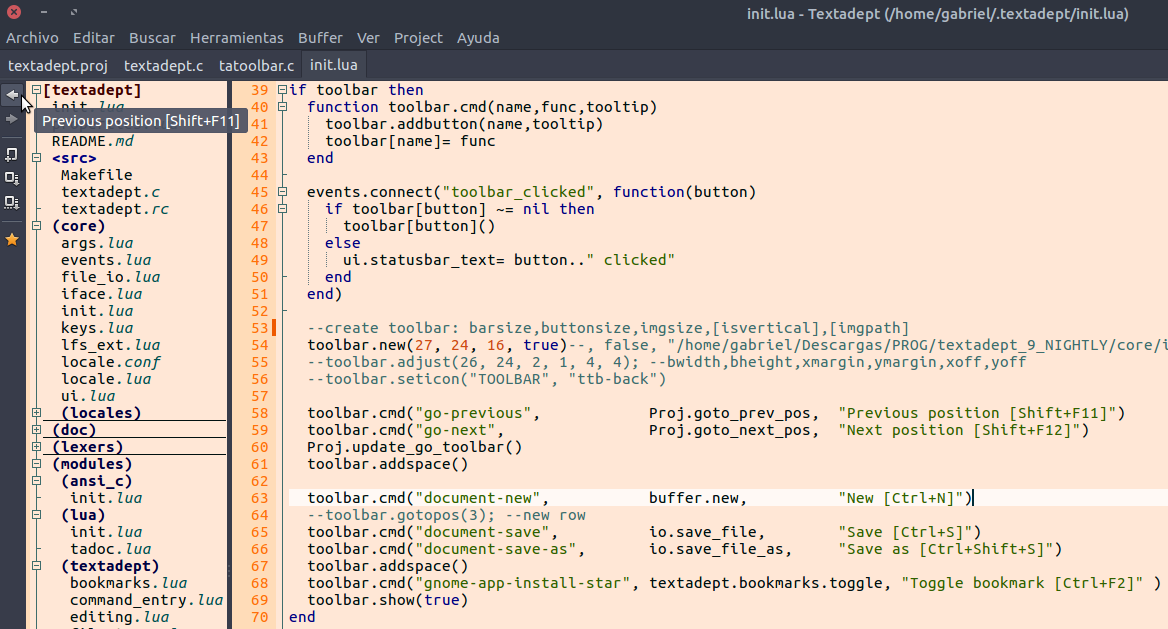 init.lua - Textadept (/home/gabriel/.textadept/init.lua)
Archivo Editar Buscar Herramientas Buffer Ver Project Ayuda
textadept.proj textadept.c tatoolbar.c init.lua
[textadept]
init.lua
Previous position [Shift+F11]
README.md
<src>
Makefile
textadept.c
textadept.rc
(core)
args.lua
events.lua
file_io.lua
iface.lua
init.lua
keys.lua
lfs_ext.lua
locale.conf
locale.lua
ui.lua
(locales)
(doc)
(lexers)
(modules)
(ansi_c)
init.lua
(lua)
init.lua
tadoc.lua
(textadept)
bookmarks.lua
command_entry.lua
editing.lua
39 if toolbar then
40 function toolbar.cmd(name,func,tooltip)
41 toolbar.addbutton(name,tooltip)
42 toolbar[name]= func
43 end
44
45 events.connect("toolbar_clicked", function(button)
46 if toolbar[button] ~= nil then
47 toolbar[button]()
48 else
49 ui.statusbar_text= button.." clicked"
50 end
51 end)
52
53 --create toolbar: barsize,buttonsize,imgsize,[isvertical],[imgpath]
54 toolbar.new(27, 24, 16, true)--, false, "/home/gabriel/Descargas/PROG/textadept_9_NIGHTLY/core/i
55 --toolbar.adjust(26, 24, 2, 1, 4, 4); --bwidth,bheight,xmargin,ymargin,xoff,yoff
56 --toolbar.seticon("TOOLBAR", "ttb-back")
57
58 toolbar.cmd("go-previous", Proj.goto_prev_pos, "Previous position [Shift+F11]")
59 toolbar.cmd("go-next", Proj.goto_next_pos, "Next position [Shift+F12]")
60 Proj.update_go_toolbar()
61 toolbar.addspace()
62
63 toolbar.cmd("document-new", buffer.new, "New [Ctrl+N]")
64 --toolbar.gotopos(3); --new row
65 toolbar.cmd("document-save", io.save_file, "Save [Ctrl+S]")
66 toolbar.cmd("document-save-as", io.save_file_as, "Save as [Ctrl+Shift+S]")
67 toolbar.addspace()
68 toolbar.cmd("gnome-app-install-star", textadept.bookmarks.toggle, "Toggle bookmark [Ctrl+F2]" )
69 toolbar.show(true)
70 end